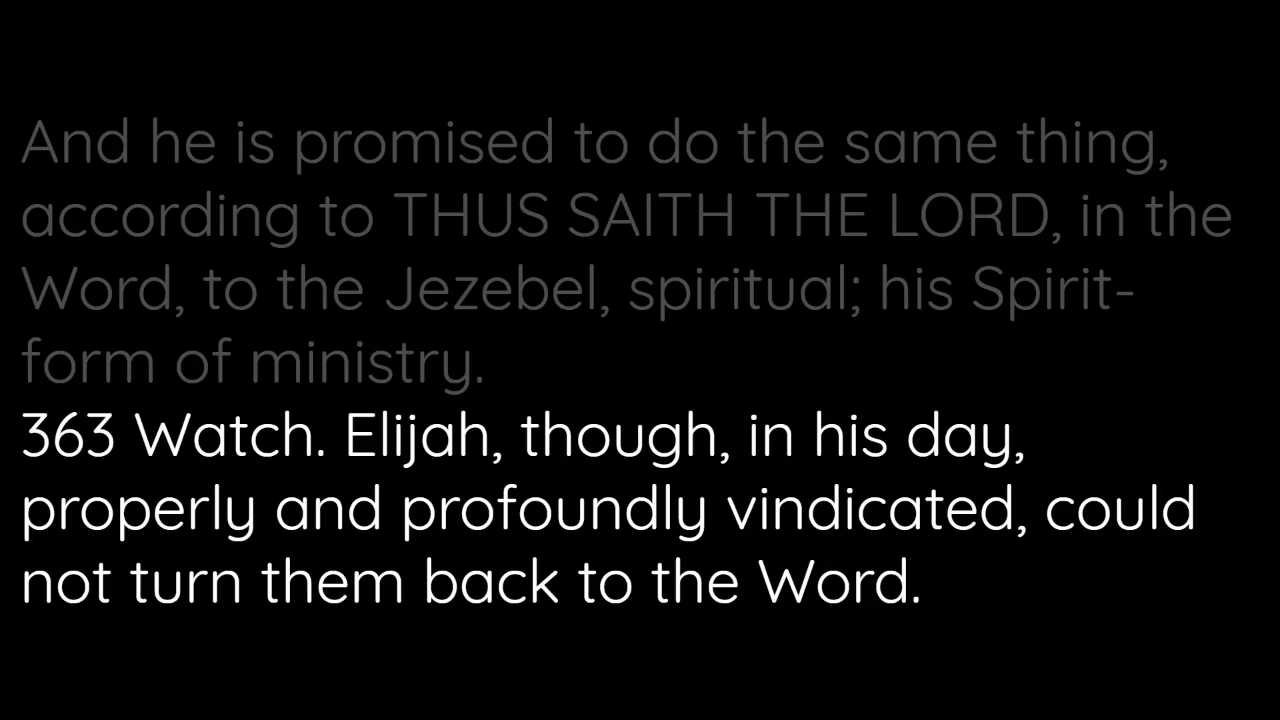 And he is promised to do the same thing,
according to THUS SAITH THE LORD, in the
Word, to the Jezebel, spiritual; his Spirit-
form of ministry.
363 Watch. Elijah, though, in his day,
properly and profoundly vindicated, could
not turn them back to the Word.